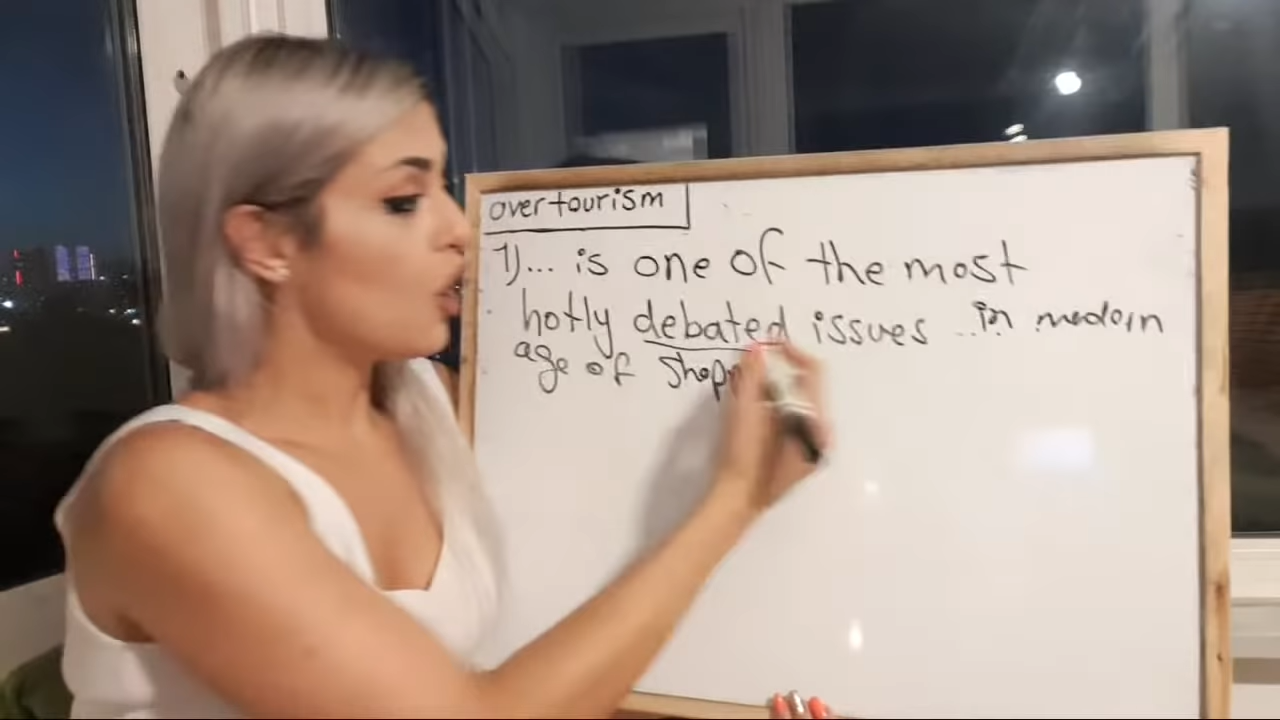 overtourism
1)... is one of the most
hotly debated issues ... in modern
age of